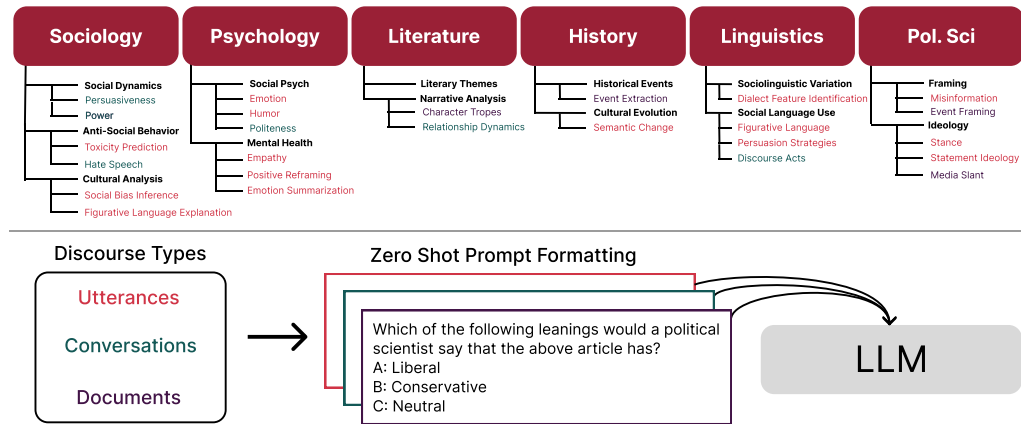 Sociology
Social Dynamics
Persuasiveness
Power
Anti-Social Behavior
Toxicity Prediction
Hate Speech
Cultural Analysis
Social Bias Inference
Figurative Language Explanation
Psychology
Social Psych
Emotion
Humor
Politeness
Mental Health
Empathy
Positive Reframing
Emotion Summarization
Literature
Literary Themes
Narrative Analysis
Character Tropes
Relationship Dynamics
History
Historical Events
Event Extraction
Cultural Evolution
Semantic Change
Linguistics
Sociolinguistic Variation
Dialect Feature Identification
Social Language Use
Figurative Language
Persuasion Strategies
Discourse Acts
Pol. Sci
Framing
Misinformation
Event Framing
Ideology
Stance
Statement Ideology
Media Slant
Discourse Types
Utterances
Conversations
Documents
Zero Shot Prompt Formatting
Which of the following leanings would a political
scientist say that the above article has?
A: Liberal
B: Conservative
C: Neutral
LLM